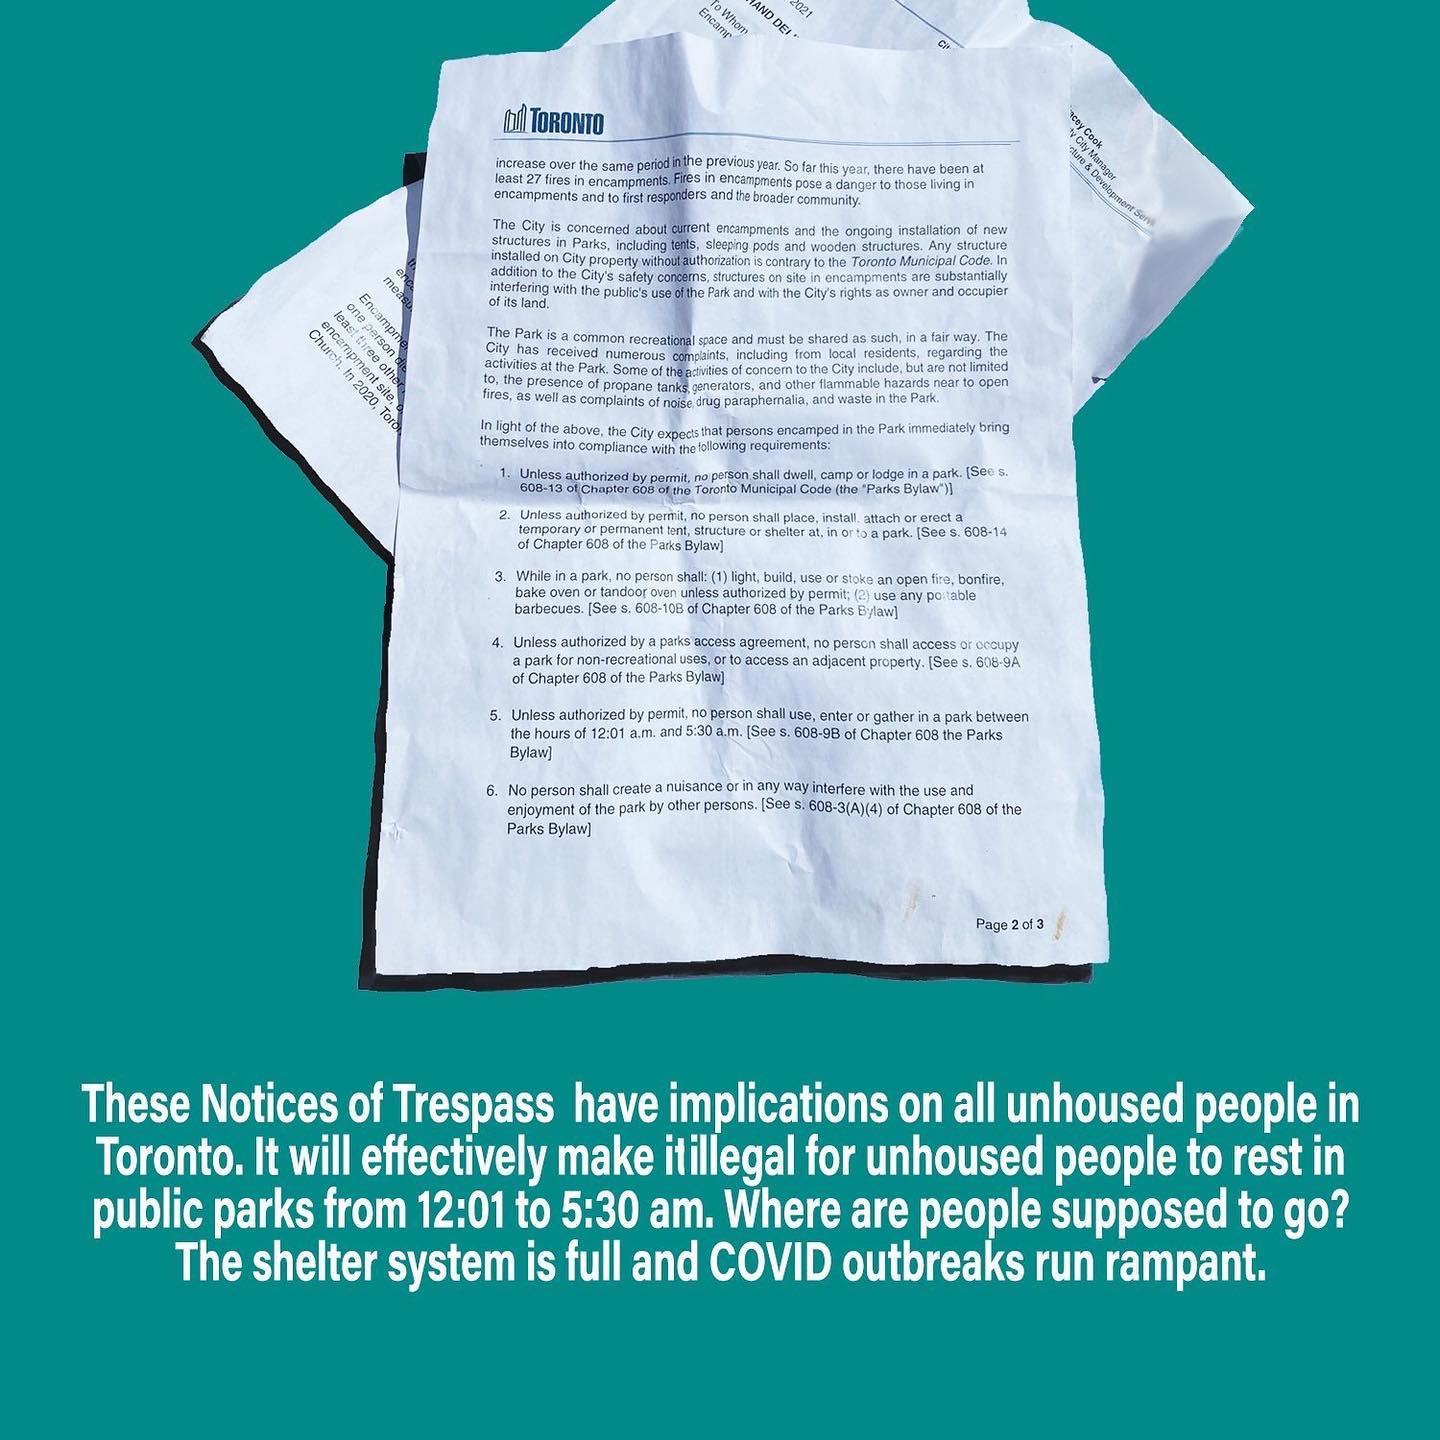 2021
HAND DEL
To Whom
Encamp
Cit
acey Cook
ty City Manager
cture & Development Serv
TORONTO
increase over the same period in the previous year. So far this year, there have been at
least 27 fires in encampments. Fires in encampments pose a danger to those living in
encampments and to first responders and the broader community.
The City is concerned about current encampments and the ongoing installation of new
structures in Parks, including tents, sleeping pods and wooden structures. Any structure
installed on City property without authorization is contrary to the Toronto Municipal Code. In
addition to the City's safety concerns, structures on site in encampments are substantially
interfering with the public's use of the Park and with the City's rights as owner and occupier
of its land.
The Park is a common recreational space and must be shared as such, in a fair way. The
City has received numerous complaints, including from local residents, regarding the
activities at the Park. Some of the activities of concern to the City include, but are not limited
to, the presence of propane tanks, generators, and other flammable hazards near to open
fires, as well as complaints of noise, drug paraphernalia, and waste in the Park.
In light of the above, the City expects that persons encamped in the Park immediately bring
themselves into compliance with the following requirements:
1. Unless authorized by permit, no person shall dwell, camp or lodge in a park. [See s.
608-13 of Chapter 608 of the Toronto Municipal Code (the "Parks Bylaw")]
2. Unless authorized by permit, no person shall place, install, attach or erect a
temporary or permanent tent, structure or shelter at, in or to a park. [See s. 608-14
of Chapter 608 of the Parks Bylaw]
3. While in a park, no person shall: (1) light, build, use or stoke an open fire, bonfire,
bake oven or tandoor oven unless authorized by permit; (2) use any portable
barbecues. [See s. 608-10B of Chapter 608 of the Parks Bylaw]
4. Unless authorized by a parks access agreement, no person shall access or occupy
a park for non-recreational uses, or to access an adjacent property. [See s. 608-9A
of Chapter 608 of the Parks Bylaw]
5. Unless authorized by permit, no person shall use, enter or gather in a park between
the hours of 12:01 a.m. and 5:30 a.m. [See s. 608-9B of Chapter 608 the Parks
Bylaw]
6. No person shall create a nuisance or in any way interfere with the use and
enjoyment of the park by other persons. [See s. 608-3(A)(4) of Chapter 608 of the
Parks Bylaw]
Page 2 of 3
enc
measu
Encampme
one person die
least three other
encampment site, o
Church. In 2020, Toron
These Notices of Trespass have implications on all unhoused people in
Toronto. It will effectively make it illegal for unhoused people to rest in
public parks from 12:01 to 5:30 am. Where are people supposed to go?
The shelter system is full and COVID outbreaks run rampant.